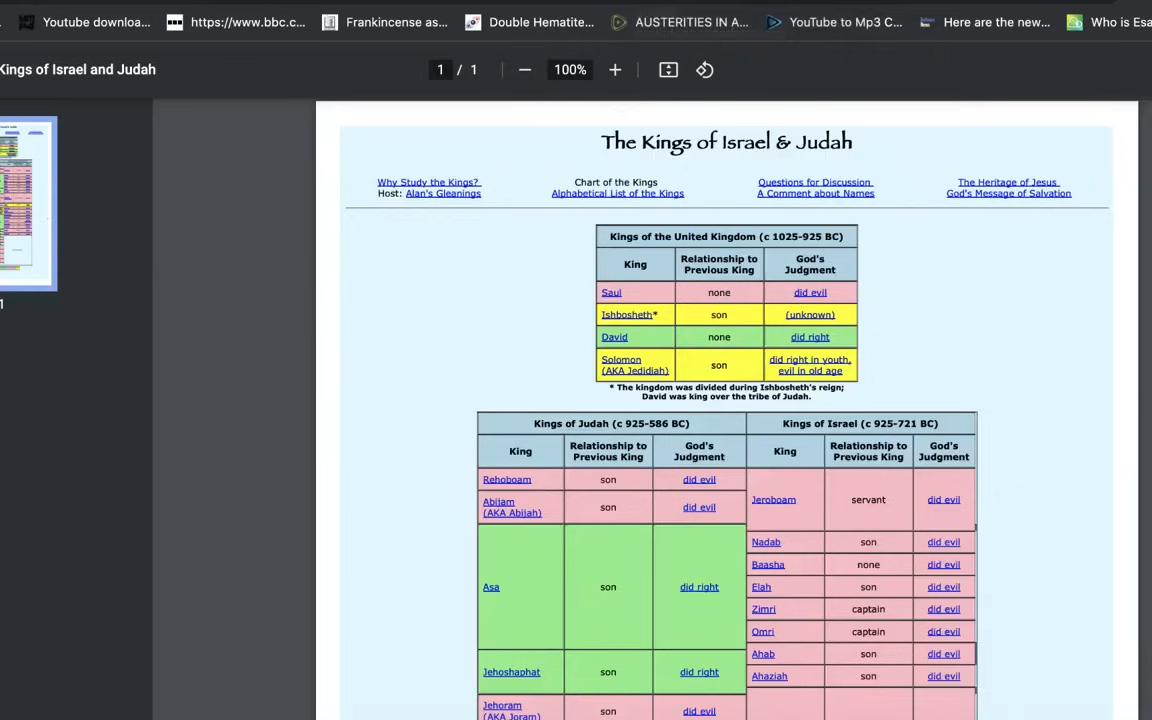 Youtube downloa... https://www.bbc.c... Frankincense as... Double Hematite... AUSTERITIES IN A... YouTube to Mp3 C... Here are the new... Who is Esa
Kings of Israel and Judah
1 / 1
100%
1
The Kings of Israel & Judah
Why Study the Kings? Chart of the Kings Questions for Discussion The Heritage of Jesus
Host: Alan's Gleanings Alphabetical List of the Kings A Comment about Names God's Message of Salvation
Kings of the United Kingdom (c 1025-925 BC)
King Relationship to Previous King God's Judgment
Saul none did evil
Ishbosheth* son (unknown)
David none did right
Solomon (AKA Jedidiah) son did right in youth, evil in old age
* The kingdom was divided during Ishbosheth's reign;
David was king over the tribe of Judah.
Kings of Judah (c 925-586 BC) Kings of Israel (c 925-721 BC)
King Relationship to Previous King God's Judgment King Relationship to Previous King God's Judgment
Rehoboam son did evil
Jeroboam servant did evil
Abijam (AKA Abijah) son did evil
Nadab son did evil
Baasha none did evil
Asa son did right Elah son did evil
Zimri captain did evil
Omri captain did evil
Ahab son did evil
Jehoshaphat son did right Ahaziah son did evil
Jehoram (AKA Joram) son did evil